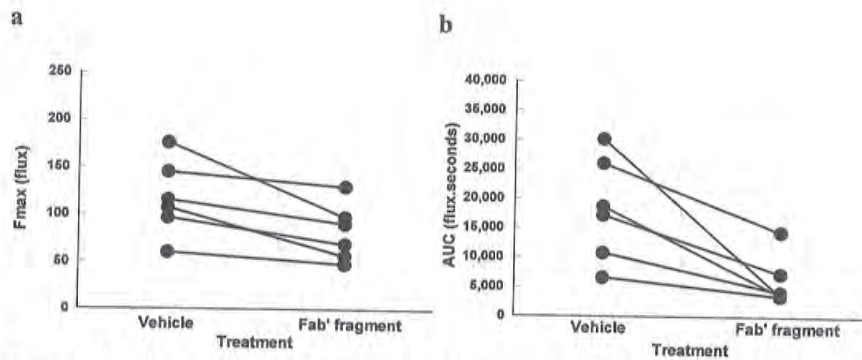 a
250
200
150
100
50
0
Fmax (flux)
Vehicle
Fab' fragment
Treatment
b
40,000
35,000
30,000
25,000
20,000
15,000
10,000
5,000
0
AUC (flux.seconds)
Vehicle
Fab' fragment
Treatment